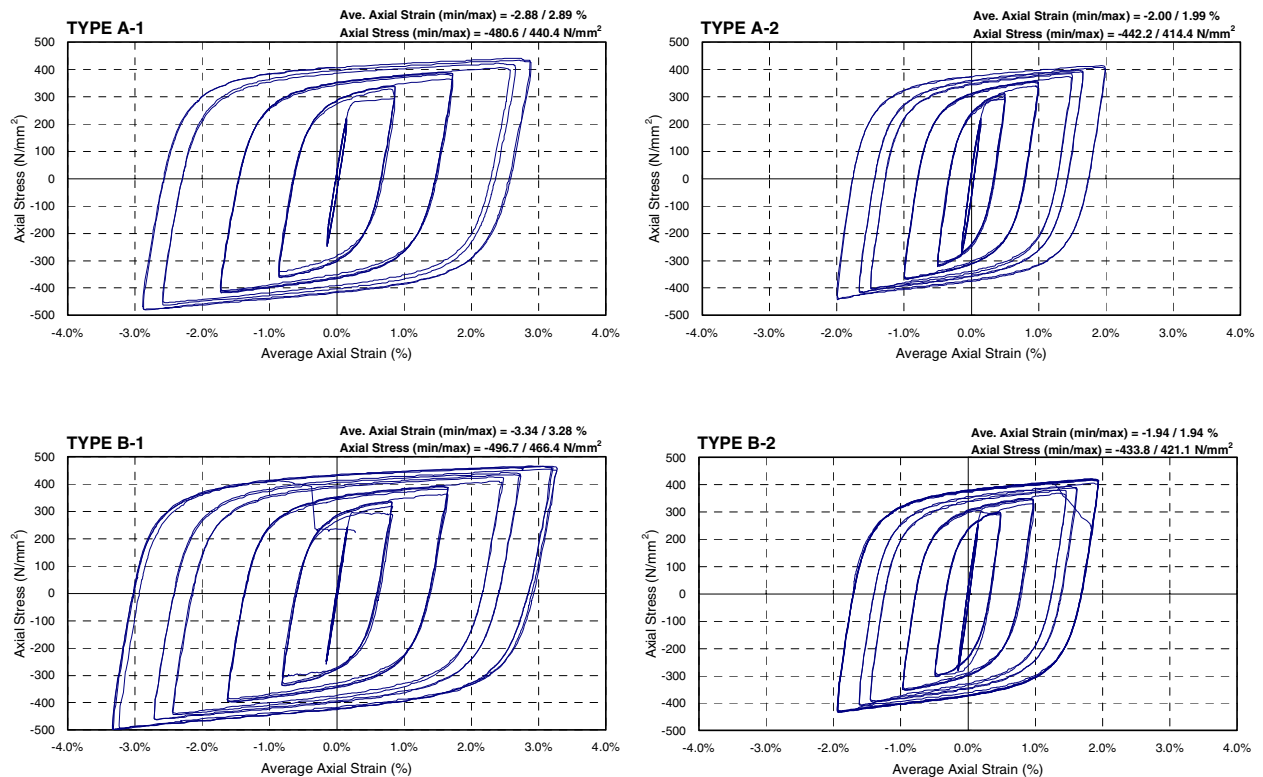 TYPE A-1
Ave. Axial Strain (min/max) = -2.88 / 2.89 %
Axial Stress (min/max) = -480.6 / 440.4 N/mm²
500
400
300
200
100
0
-100
-200
-300
-400
-500
Axial Stress (N/mm²)
-4.0% -3.0% -2.0% -1.0% 0.0% 1.0% 2.0% 3.0% 4.0%
Average Axial Strain (%)
TYPE A-2
Ave. Axial Strain (min/max) = -2.00 / 1.99 %
Axial Stress (min/max) = -442.2 / 414.4 N/mm²
500
400
300
200
100
0
-100
-200
-300
-400
-500
Axial Stress (N/mm²)
-4.0% -3.0% -2.0% -1.0% 0.0% 1.0% 2.0% 3.0% 4.0%
Average Axial Strain (%)
TYPE B-1
Ave. Axial Strain (min/max) = -3.34 / 3.28 %
Axial Stress (min/max) = -496.7 / 466.4 N/mm²
500
400
300
200
100
0
-100
-200
-300
-400
-500
Axial Stress (N/mm²)
-4.0% -3.0% -2.0% -1.0% 0.0% 1.0% 2.0% 3.0% 4.0%
Average Axial Strain (%)
TYPE B-2
Ave. Axial Strain (min/max) = -1.94 / 1.94 %
Axial Stress (min/max) = -433.8 / 421.1 N/mm²
500
400
300
200
100
0
-100
-200
-300
-400
-500
Axial Stress (N/mm²)
-4.0% -3.0% -2.0% -1.0% 0.0% 1.0% 2.0% 3.0% 4.0%
Average Axial Strain (%)